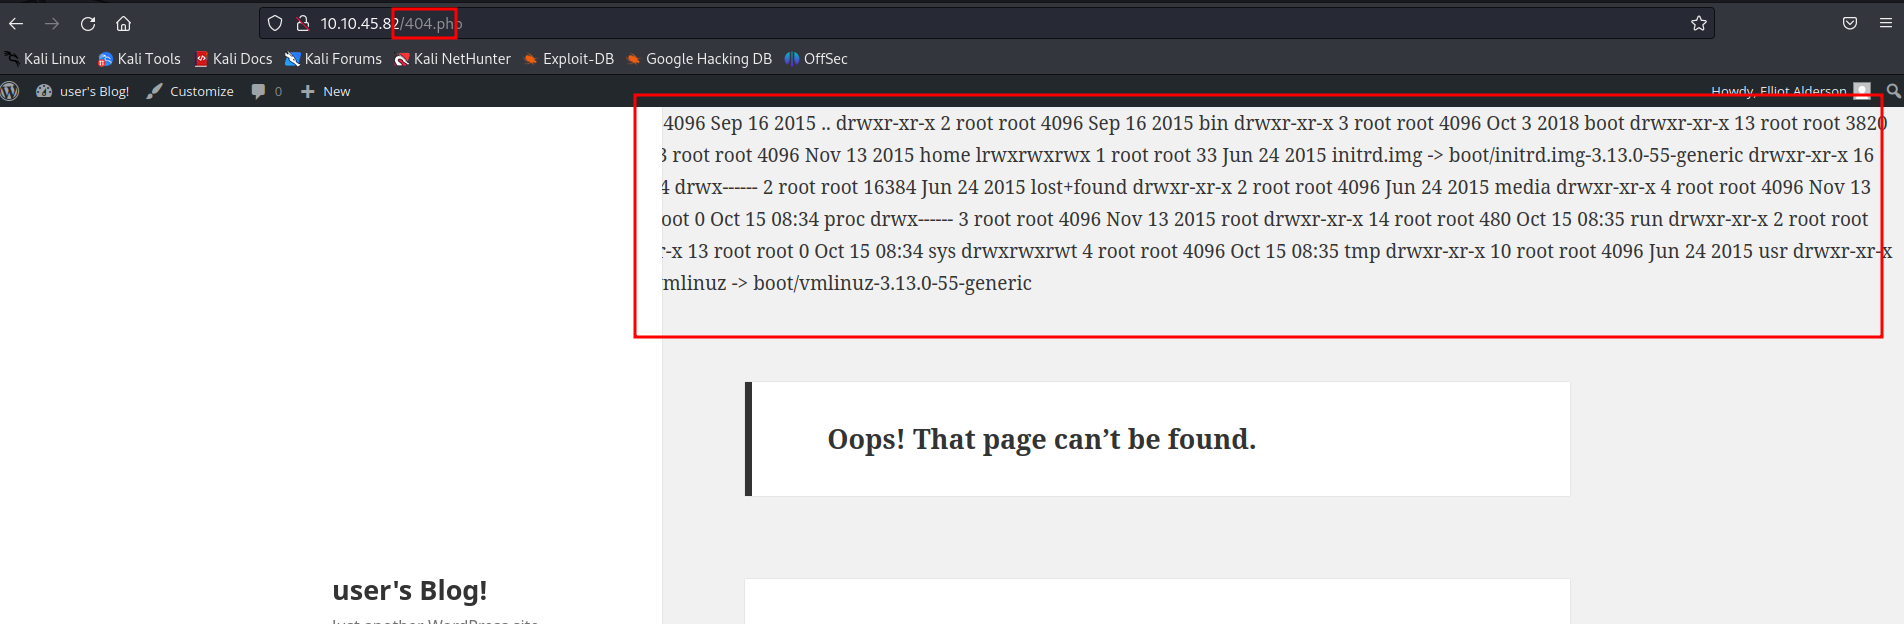 10.10.45.82/404.php
Kali Linux Kali Tools Kali Docs Kali Forums Kali NetHunter Exploit-DB Google Hacking DB OffSec
user's Blog! Customize 0 New Howdy, Elliot Alderson
4096 Sep 16 2015 .. drwxr-xr-x 2 root root 4096 Sep 16 2015 bin drwxr-xr-x 3 root root 4096 Oct 3 2018 boot drwxr-xr-x 13 root root 3820
root root 4096 Nov 13 2015 home lrwxrwxrwx 1 root root 33 Jun 24 2015 initrd.img -> boot/initrd.img-3.13.0-55-generic drwxr-xr-x 16
drwx------ 2 root root 16384 Jun 24 2015 lost+found drwxr-xr-x 2 root root 4096 Jun 24 2015 media drwxr-xr-x 4 root root 4096 Nov 13
oot 0 Oct 15 08:34 proc drwx------ 3 root root 4096 Nov 13 2015 root drwxr-xr-x 14 root root 480 Oct 15 08:35 run drwxr-xr-x 2 root root
r-x 13 root root 0 Oct 15 08:34 sys drwxrwxrwt 4 root root 4096 Oct 15 08:35 tmp drwxr-xr-x 10 root root 4096 Jun 24 2015 usr drwxr-xr-x
mlinuz -> boot/vmlinuz-3.13.0-55-generic
Oops! That page can’t be found.
user's Blog!
Just another WordPress site